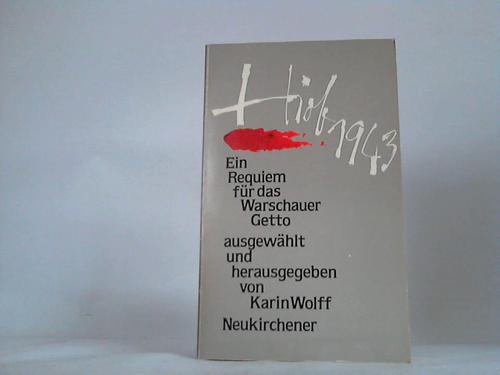 Hiob 1943
Ein
Requiem
für das
Warschauer
Getto
ausgewählt
und
herausgegeben
von
Karin Wolff
Neukirchener